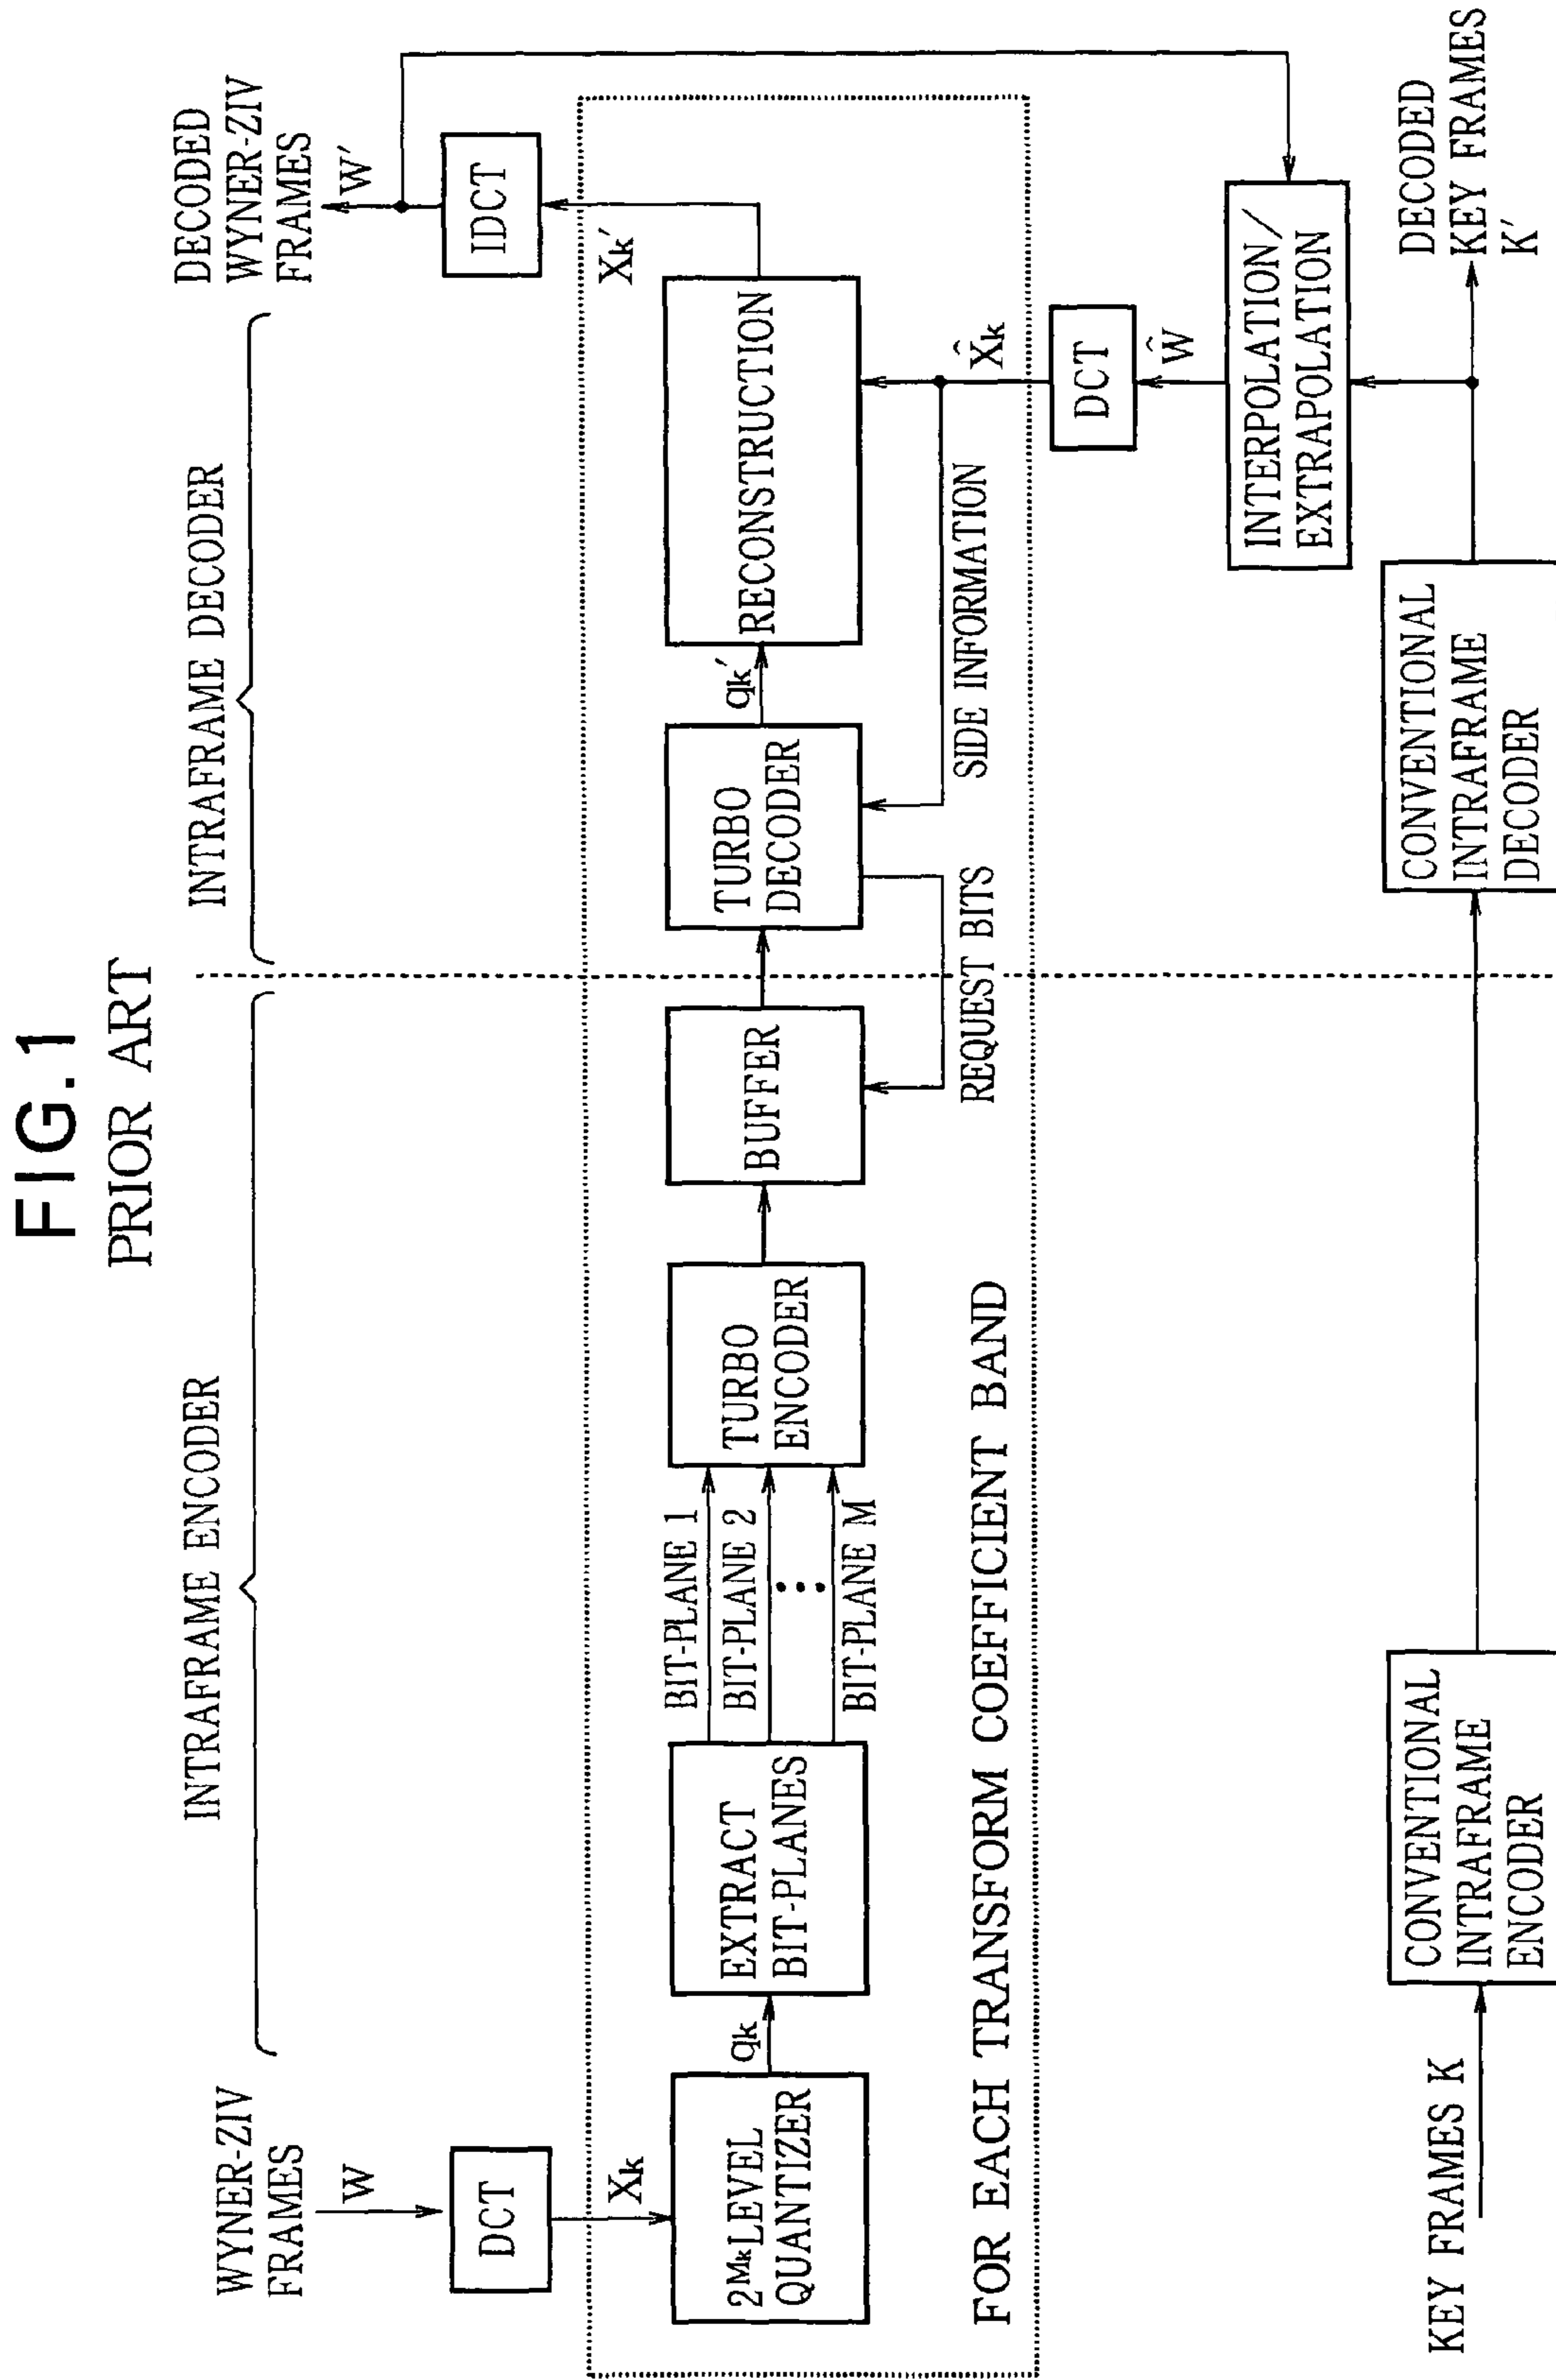 FIG.1
PRIOR ART
INTRAFRAME ENCODER
INTRAFRAME DECODER
WYNER-ZIV
FRAMES
W
DCT
Xk
2^Mk LEVEL
QUANTIZER
qk
EXTRACT
BIT-PLANES
BIT-PLANE 1
BIT-PLANE 2
BIT-PLANE M
TURBO
ENCODER
BUFFER
TURBO
DECODER
qk′
RECONSTRUCTION
Xk′
IDCT
W′
DECODED
WYNER-ZIV
FRAMES
REQUEST BITS
SIDE INFORMATION
X̂k
DCT
Ŵ
INTERPOLATION/
EXTRAPOLATION
FOR EACH TRANSFORM COEFFICIENT BAND
KEY FRAMES K
CONVENTIONAL
INTRAFRAME
ENCODER
CONVENTIONAL
INTRAFRAME
DECODER
DECODED
KEY FRAMES
K′